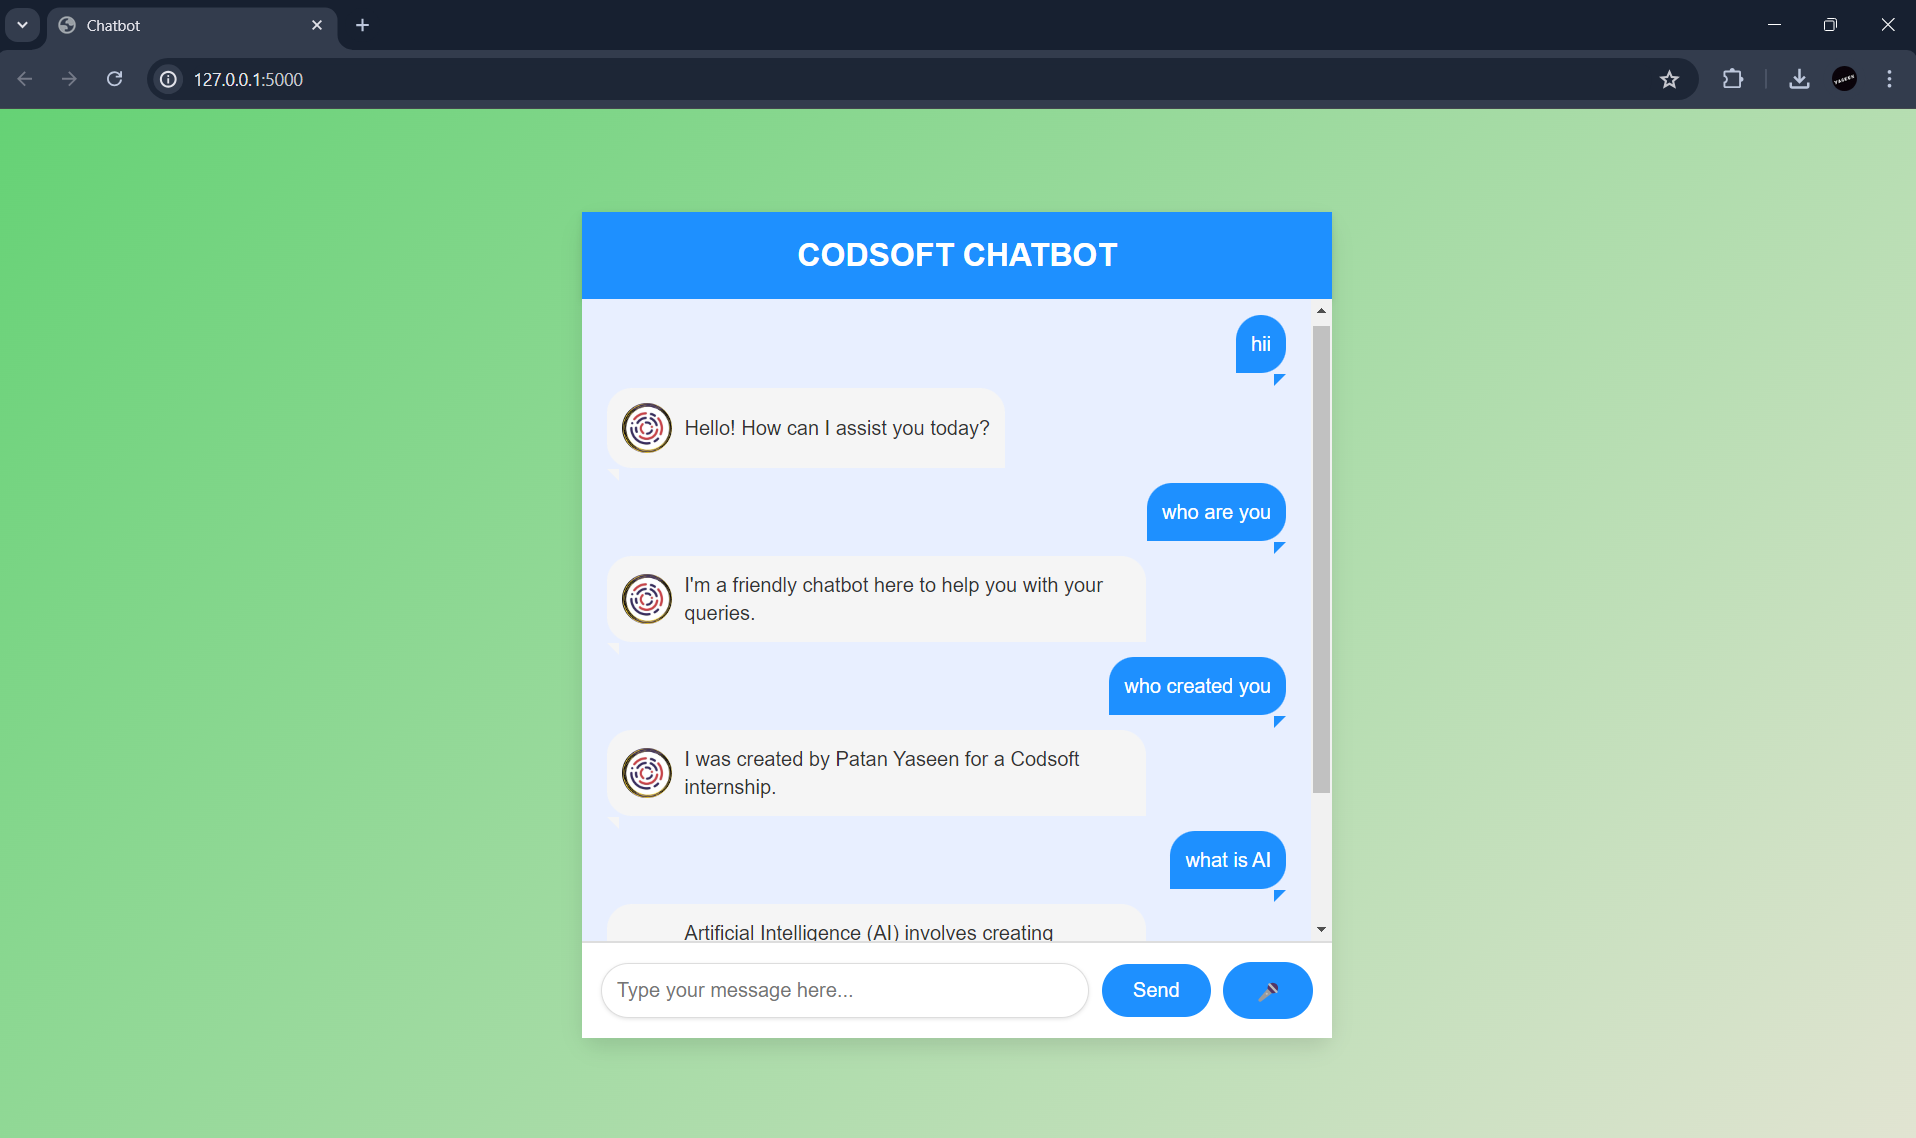 Chatbot
127.0.0.1:5000
YASEEN
CODSOFT CHATBOT
hii
Hello! How can I assist you today?
who are you
I'm a friendly chatbot here to help you with your
queries.
who created you
I was created by Patan Yaseen for a Codsoft
internship.
what is AI
Artificial Intelligence (AI) involves creating
Type your message here...
Send